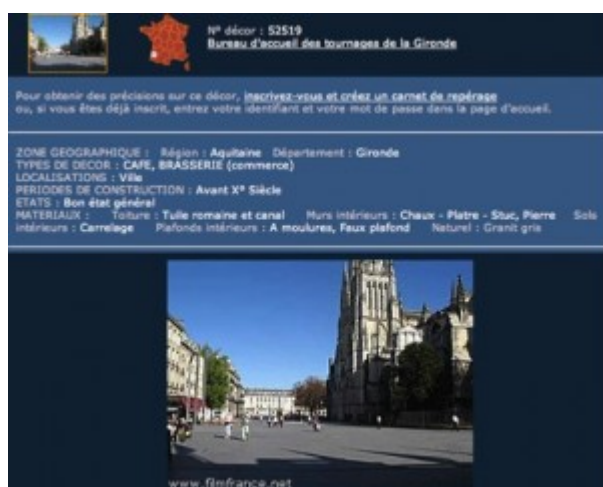 N° décor : 52519
Bureau d'accueil des tournages de la Gironde
Pour obtenir des précisions sur ce décor, inscrivez-vous et créez un carnet de repérage
ou, si vous êtes déjà inscrit, entrez votre identifiant et votre mot de passe dans la page d'accueil.
ZONE GEOGRAPHIQUE : Région : Aquitaine Département : Gironde
TYPES DE DECOR : CAFE, BRASSERIE (commerce)
LOCALISATIONS : Ville
PERIODES DE CONSTRUCTION : Avant X° Siècle
ETATS : Bon état général
MATERIAUX : Toiture : Tuile romaine et canal Murs intérieurs : Chaux - Platre - Stuc, Pierre Sols
intérieurs : Carrelage Plafonds intérieurs : A moulures, Faux plafond Naturel : Granit gris
www.filmfrance.net